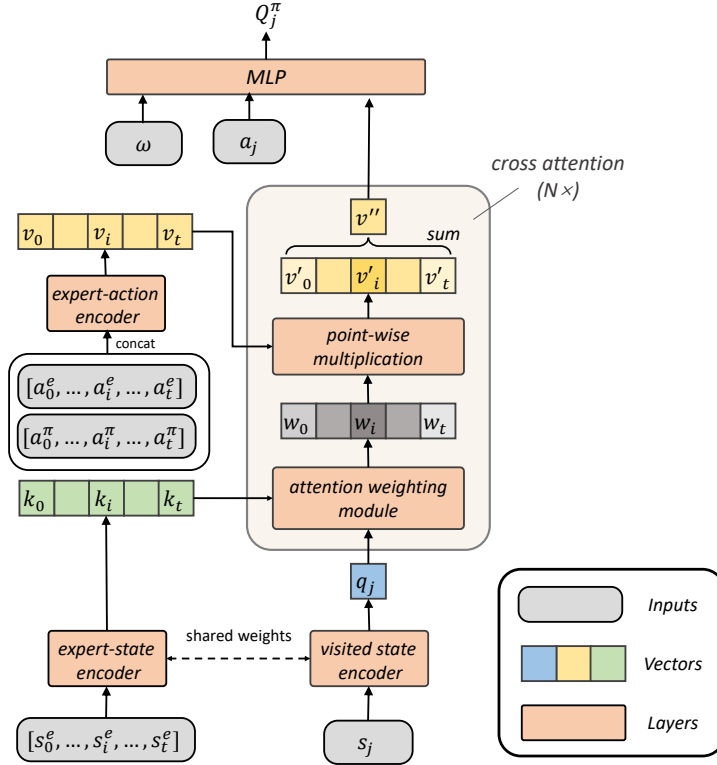 Q_j^π
MLP
ω
a_j
cross attention
(N×)
v''
sum
v_0 v_i v_t
v'_0 v'_i v'_t
expert-action
encoder
point-wise
multiplication
concat
[a_0^e, ..., a_i^e, ..., a_t^e]
[a_0^π, ..., a_i^π, ..., a_t^π]
w_0 w_i w_t
k_0 k_i k_t
attention weighting
module
q_j
expert-state
encoder
shared weights
visited state
encoder
[s_0^e, ..., s_i^e, ..., s_t^e]
s_j
Inputs
Vectors
Layers